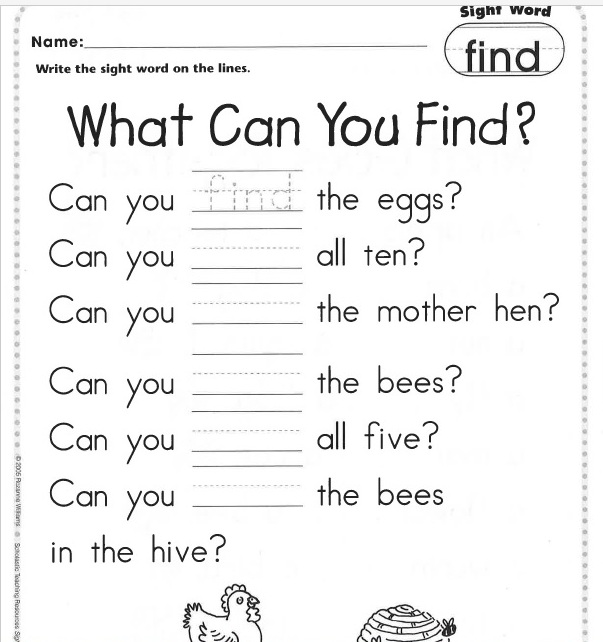 Sight Word
find
Name:
Write the sight word on the lines.
What Can You Find?
Can you find the eggs?
Can you all ten?
Can you the mother hen?
Can you the bees?
Can you all five?
Can you the bees
in the hive?
© 2005 Rozanne Williams Scholastic Teaching Resources